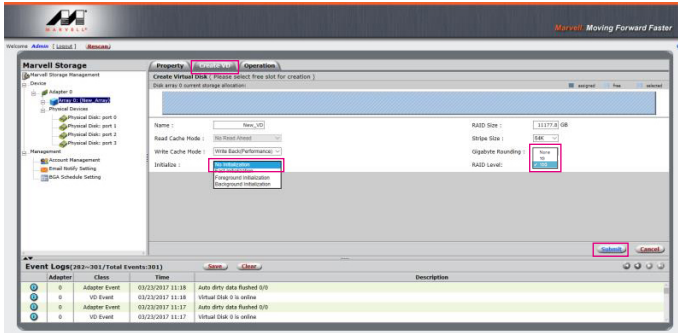 MARVELL
Marvell. Moving Forward Faster
Welcome Admin [ Logout ] Rescan
Marvell Storage
Marvell Storage Management
Device
Adapter 0
Array 0: [New_Array]
Physical Devices
Physical Disk: port 0
Physical Disk: port 1
Physical Disk: port 2
Physical Disk: port 3
Management
Account Management
Email Notify Setting
BGA Schedule Setting
Property Create VD Operation
Create Virtual Disk ( Please select free slot for creation )
Disk array 0 current storage allocation: assigned free selected
Name : New_VD RAID Size : 11177.8 GB
Read Cache Mode : No Read Ahead Stripe Size : 64K
Write Cache Mode : Write Back(Performance) Gigabyte Rounding : None
1G
Initialize : No Initialization RAID Level: 10G
Foreground Initialization
Background Initialization
Submit Cancel
Event Logs(282~301/Total Events:301) Save Clear
Adapter Class Time Description
0 Adapter Event 03/23/2017 11:18 Auto dirty data flushed 0/0
0 VD Event 03/23/2017 11:18 Virtual Disk 0 is online
0 Adapter Event 03/23/2017 11:17 Auto dirty data flushed 0/0
0 VD Event 03/23/2017 11:17 Virtual Disk 0 is online